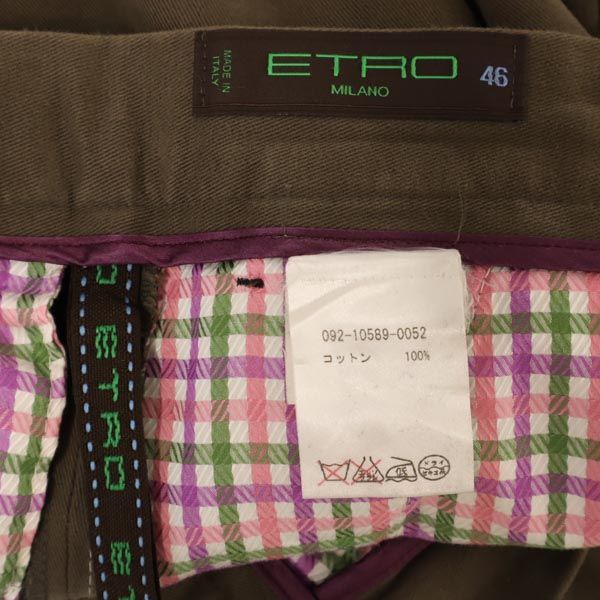 MADE IN
ITALY
ETRO
MILANO
46
092-10589-0052
コットン 100%
ETRO
E